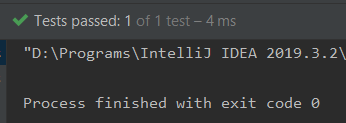 Tests passed: 1 of 1 test – 4 ms
"D:\Programs\IntelliJ IDEA 2019.3.2\
Process finished with exit code 0